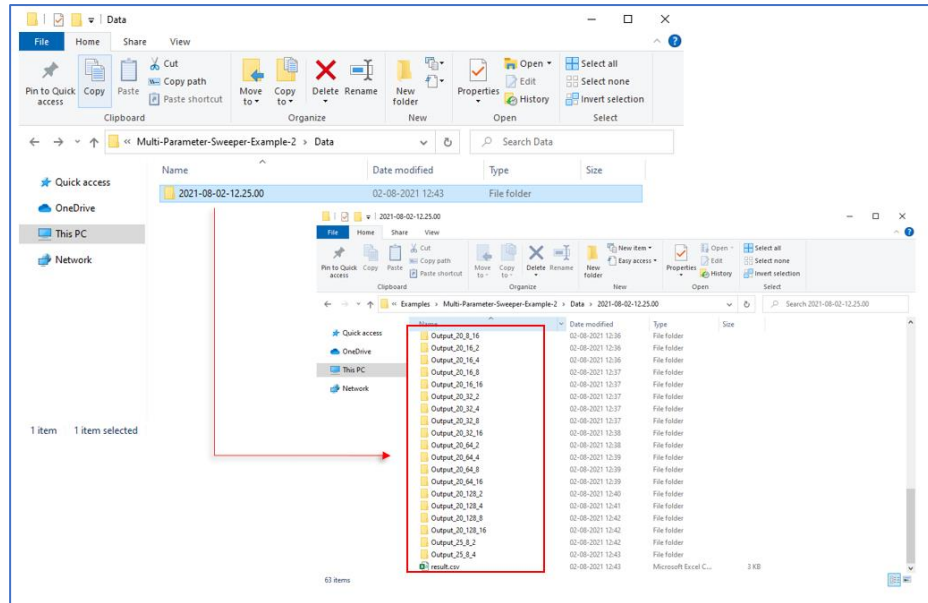 Data
File Home Share View
Pin to Quick access
Copy
Paste
Cut
Copy path
Paste shortcut
Clipboard
Move to
Copy to
Delete
Rename
Organize
New folder
New
Properties
Open
Edit
History
Open
Select all
Select none
Invert selection
Select
« Multi-Parameter-Sweeper-Example-2 › Data
Search Data
Quick access
OneDrive
This PC
Network
Name Date modified Type Size
2021-08-02-12.25.00 02-08-2021 12:43 File folder
1 item 1 item selected
2021-08-02-12.25.00
File Home Share View
Pin to Quick access
Copy
Paste
Cut
Copy path
Paste shortcut
Clipboard
Move to
Copy to
Delete
Rename
Organize
New folder
New item
Easy access
New
Properties
Open
Edit
History
Open
Select all
Select none
Invert selection
Select
« Examples › Multi-Parameter-Sweeper-Example-2 › Data › 2021-08-02-12.25.00
Search 2021-08-02-12.25.00
Quick access
OneDrive
This PC
Network
Name Date modified Type Size
Output_20_8_16 02-08-2021 12:36 File folder
Output_20_16_2 02-08-2021 12:36 File folder
Output_20_16_4 02-08-2021 12:36 File folder
Output_20_16_8 02-08-2021 12:37 File folder
Output_20_16_16 02-08-2021 12:37 File folder
Output_20_32_2 02-08-2021 12:37 File folder
Output_20_32_4 02-08-2021 12:37 File folder
Output_20_32_8 02-08-2021 12:37 File folder
Output_20_32_16 02-08-2021 12:38 File folder
Output_20_64_2 02-08-2021 12:38 File folder
Output_20_64_4 02-08-2021 12:39 File folder
Output_20_64_8 02-08-2021 12:39 File folder
Output_20_64_16 02-08-2021 12:39 File folder
Output_20_128_2 02-08-2021 12:40 File folder
Output_20_128_4 02-08-2021 12:41 File folder
Output_20_128_8 02-08-2021 12:42 File folder
Output_20_128_16 02-08-2021 12:42 File folder
Output_25_8_2 02-08-2021 12:42 File folder
Output_25_8_4 02-08-2021 12:43 File folder
result.csv 02-08-2021 12:43 Microsoft Excel C... 3 KB
63 items